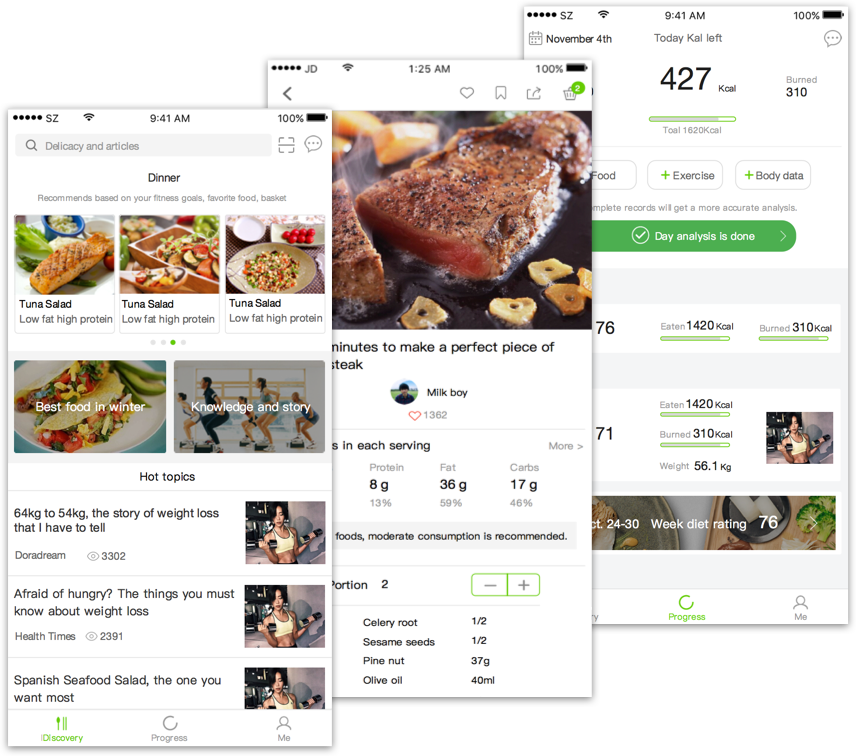 SZ
9:41 AM
100%
Delicacy and articles
Dinner
Recommends based on your fitness goals, favorite food, basket
Tuna Salad
Low fat high protein
Tuna Salad
Low fat high protein
Tuna Salad
Low fat high protein
Best food in winter
Knowledge and story
Hot topics
64kg to 54kg, the story of weight loss
that I have to tell
Doradream
3302
Afraid of hungry? The things you must
know about weight loss
Health Times
2391
Spanish Seafood Salad, the one you
want most
DIscovery
Progress
Me
JD
1:25 AM
100%
2
minutes to make a perfect piece of
steak
Milk boy
1362
s in each serving
More >
Protein
Fat
Carbs
8 g
36 g
17 g
13%
59%
46%
foods, moderate consumption is recommended.
Portion
2
Celery root
1/2
Sesame seeds
1/2
Pine nut
37g
Olive oil
40ml
SZ
9:41 AM
100%
November 4th
Today Kal left
427 Kcal
Burned
310
Toal 1620Kcal
Food
+ Exercise
+ Body data
mplete records will get a more accurate analysis.
Day analysis is done
76
Eaten 1420 Kcal
Burned 310 Kcal
71
Eaten 1420 Kcal
Burned 310 Kcal
Weight 56.1 Kg
ct. 24-30 Week diet rating 76
ry
Progress
Me